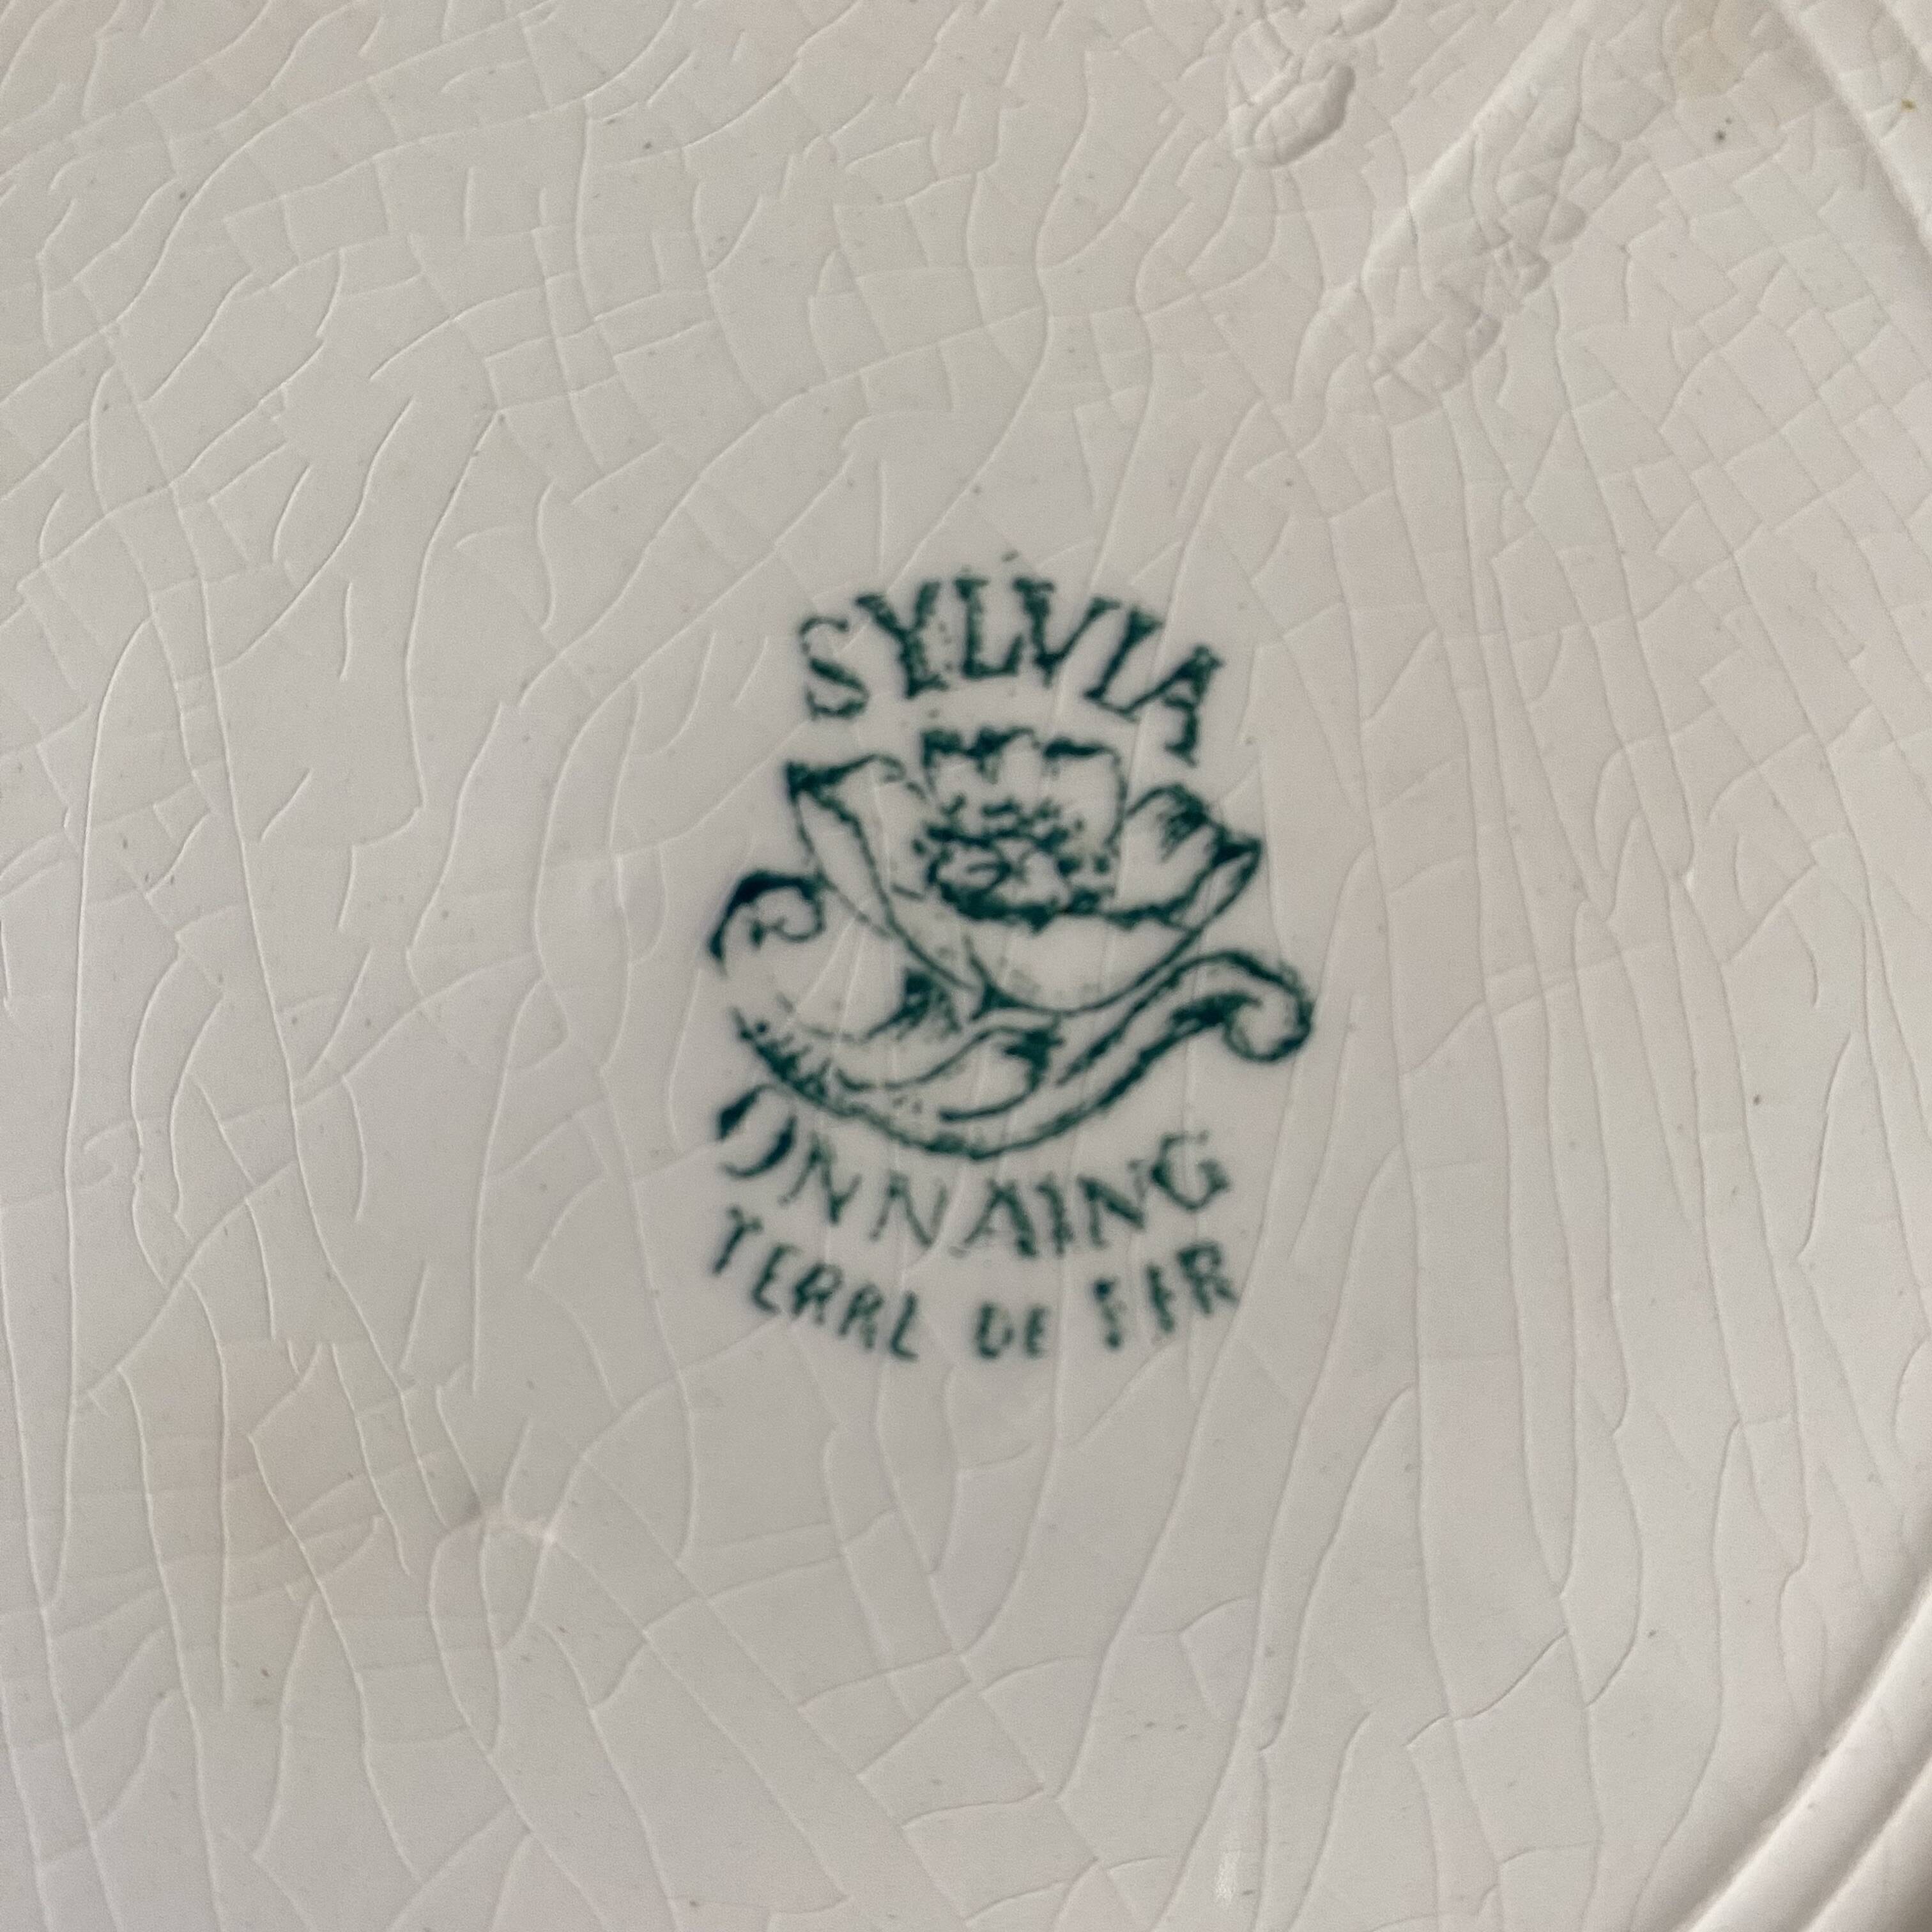 SYLVIA
ONNAING
TERRE DE FER